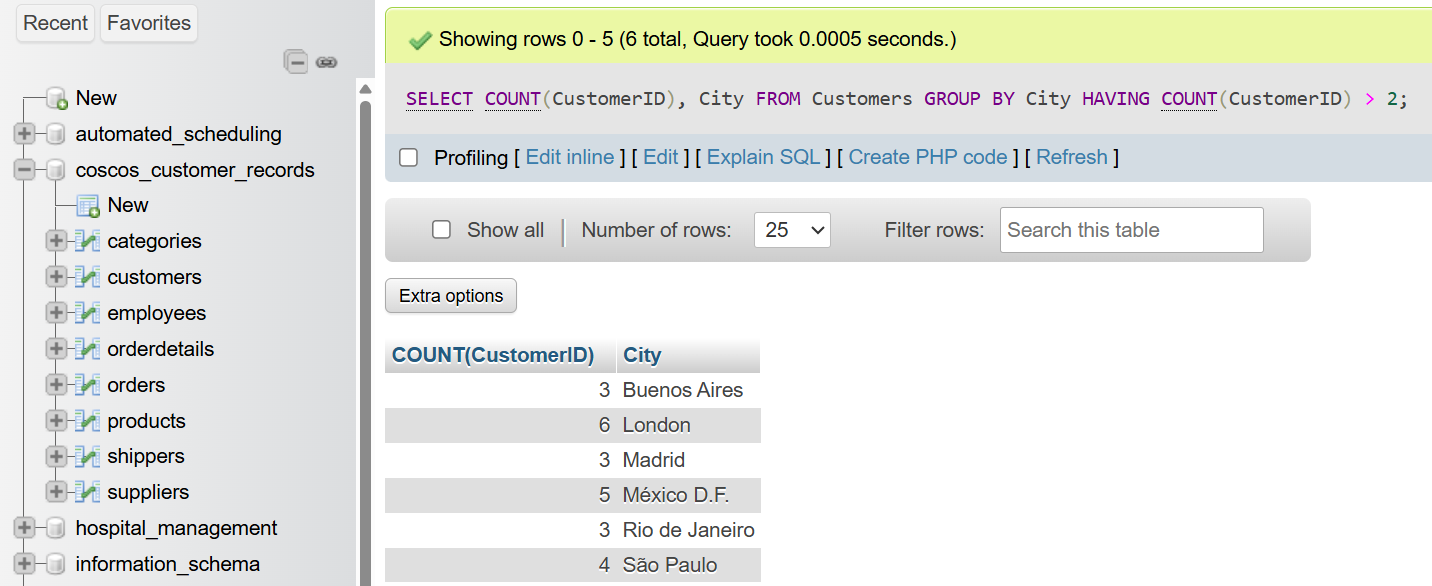 Recent Favorites
New
automated_scheduling
coscos_customer_records
New
categories
customers
employees
orderdetails
orders
products
shippers
suppliers
hospital_management
information_schema
Showing rows 0 - 5 (6 total, Query took 0.0005 seconds.)
SELECT COUNT(CustomerID), City FROM Customers GROUP BY City HAVING COUNT(CustomerID) > 2;
Profiling [ Edit inline ] [ Edit ] [ Explain SQL ] [ Create PHP code ] [ Refresh ]
Show all Number of rows: 25 Filter rows: Search this table
Extra options
COUNT(CustomerID) City
3 Buenos Aires
6 London
3 Madrid
5 México D.F.
3 Rio de Janeiro
4 São Paulo